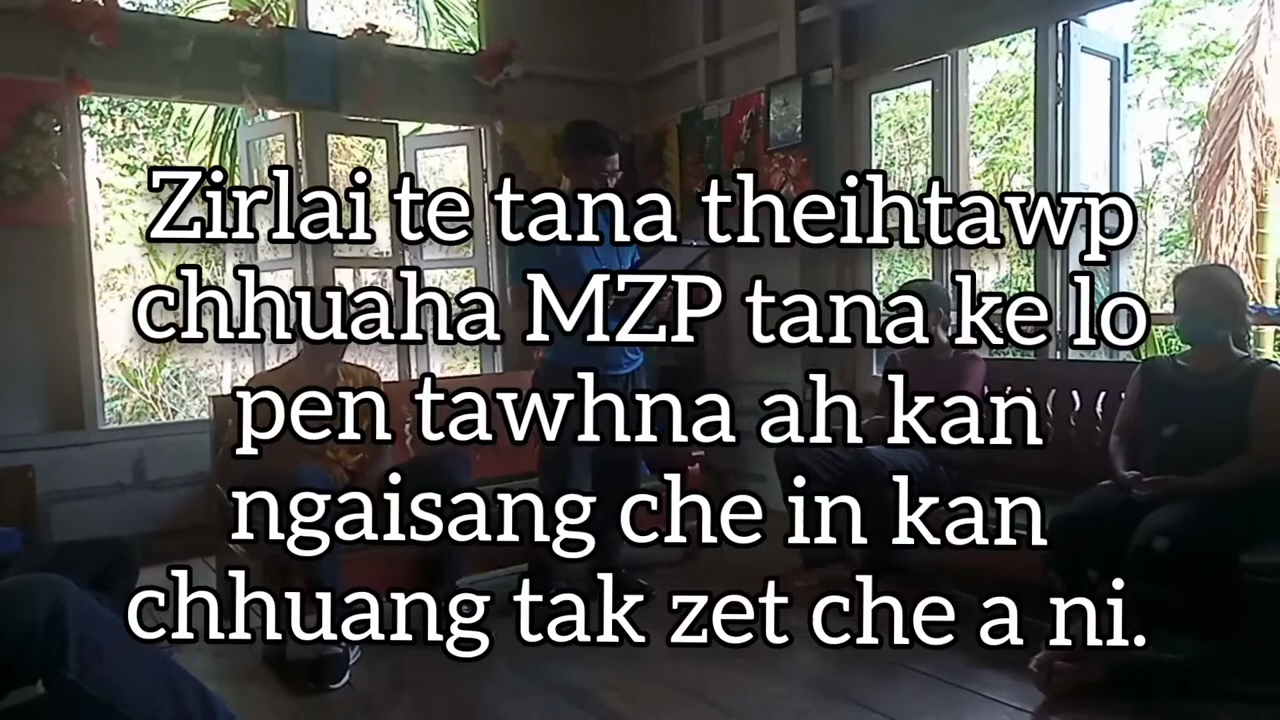 Zirlai te tana theihtawp
chhuaha MZP tana ke lo
pen tawhna ah kan
ngaisang che in kan
chhuang tak zet che a ni.